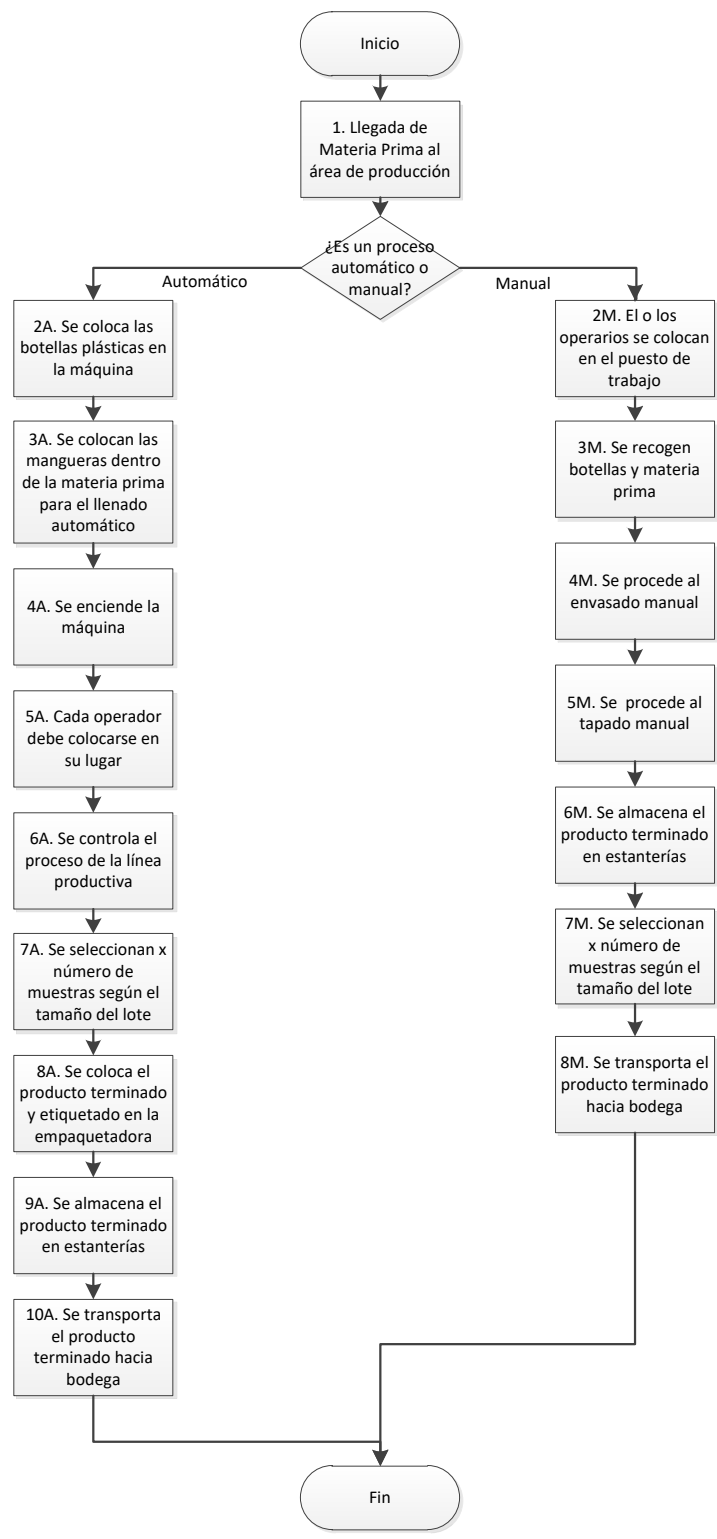 Inicio
1. Llegada de
Materia Prima al
área de producción
¿Es un proceso
automático o
manual?
Automático
Manual
2A. Se coloca las
botellas plásticas en
la máquina
3A. Se colocan las
mangueras dentro
de la materia prima
para el llenado
automático
4A. Se enciende la
máquina
5A. Cada operador
debe colocarse en
su lugar
6A. Se controla el
proceso de la línea
productiva
7A. Se seleccionan x
número de
muestras según el
tamaño del lote
8A. Se coloca el
producto terminado
y etiquetado en la
empaquetadora
9A. Se almacena el
producto terminado
en estanterías
10A. Se transporta
el producto
terminado hacia
bodega
2M. El o los
operarios se colocan
en el puesto de
trabajo
3M. Se recogen
botellas y materia
prima
4M. Se procede al
envasado manual
5M. Se  procede al
tapado manual
6M. Se almacena el
producto terminado
en estanterías
7M. Se seleccionan
x número de
muestras según el
tamaño del lote
8M. Se transporta el
producto terminado
hacia bodega
Fin